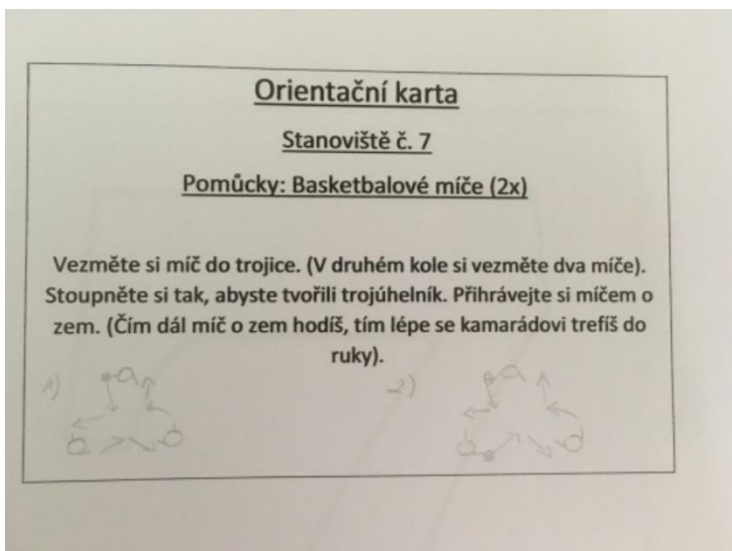 Orientační karta
Stanoviště č. 7
Pomůcky: Basketbalové míče (2x)
Vezměte si míč do trojice. (V druhém kole si vezměte dva míče).
Stoupněte si tak, abyste tvořili trojúhelník. Přihrávejte si míčem o
zem. (Čím dál míč o zem hodíš, tím lépe se kamarádovi trefíš do
ruky).
1) 2)